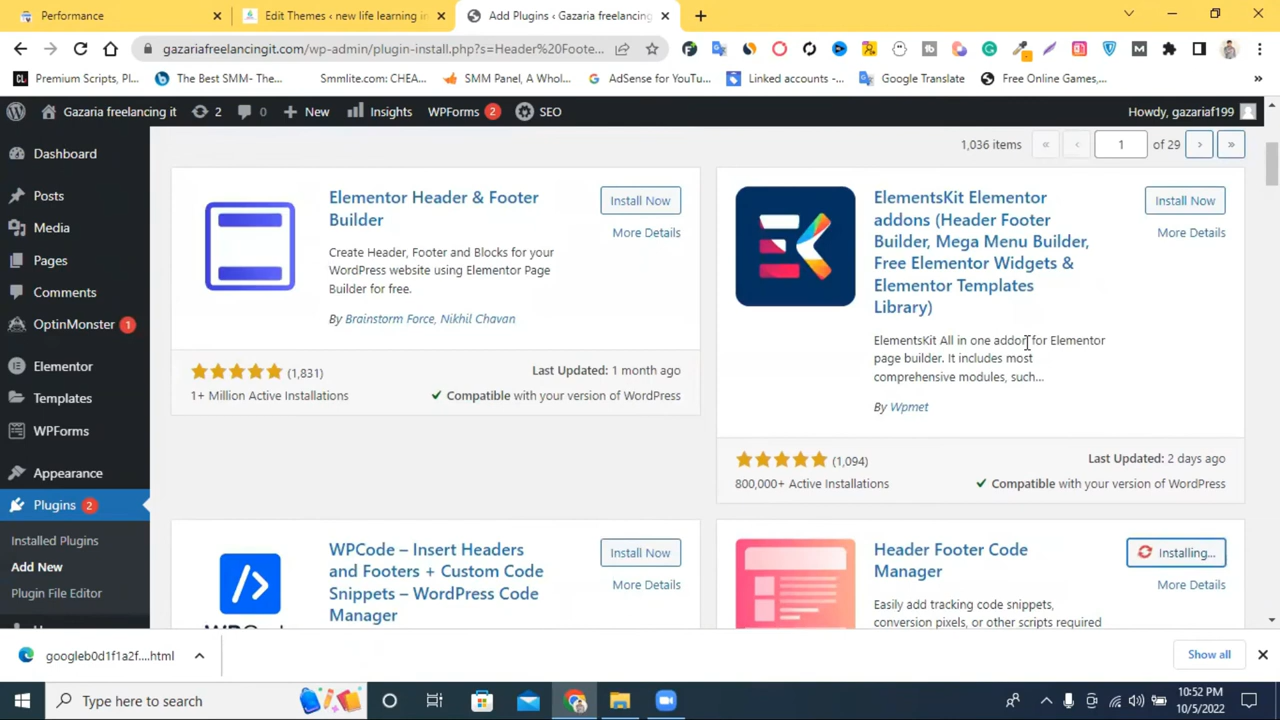 Performance
Edit Themes ‹ new life learning in
Add Plugins ‹ Gazaria freelancing
gazariafreelancingit.com/wp-admin/plugin-install.php?s=Header%20Foote...
Premium Scripts, Pl...
The Best SMM- The...
Smmlite.com: CHEA...
SMM Panel, A Whol...
AdSense for YouTu...
Linked accounts -...
Google Translate
Free Online Games,...
»
Gazaria freelancing it
2
0
New
Insights
WPForms 2
SEO
Howdy, gazariaf199
Dashboard
Posts
Media
Pages
Comments
OptinMonster 1
Elementor
Templates
WPForms
Appearance
Plugins 2
Installed Plugins
Add New
Plugin File Editor
1,036 items
«
‹
1
of 29
›
»
Elementor Header & Footer
Builder
Install Now
More Details
Create Header, Footer and Blocks for your
WordPress website using Elementor Page
Builder for free.
By Brainstorm Force, Nikhil Chavan
(1,831)
1+ Million Active Installations
Last Updated: 1 month ago
Compatible with your version of WordPress
ElementsKit Elementor
addons (Header Footer
Builder, Mega Menu Builder,
Free Elementor Widgets &
Elementor Templates
Library)
Install Now
More Details
ElementsKit All in one addon for Elementor
page builder. It includes most
comprehensive modules, such...
By Wpmet
(1,094)
800,000+ Active Installations
Last Updated: 2 days ago
Compatible with your version of WordPress
WPCode – Insert Headers
and Footers + Custom Code
Snippets – WordPress Code
Manager
Install Now
More Details
Header Footer Code
Manager
Installing...
More Details
Easily add tracking code snippets,
conversion pixels, or other scripts required
googleb0d1f1a2f....html
Show all
Type here to search
10:52 PM
10/5/2022